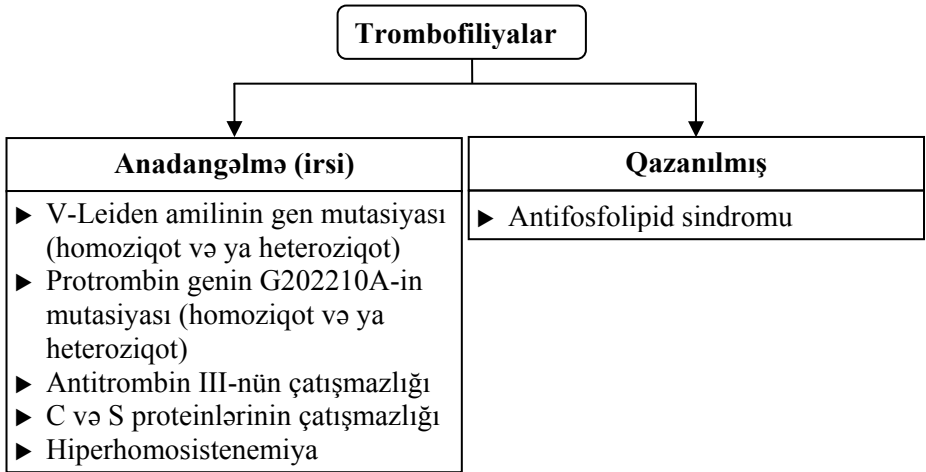 Trombofiliyalar
Anadangəlmə (irsi)
► V-Leiden amilinin gen mutasiyası
(homoziqot və ya heteroziqot)
► Protrombin genin G202210A-in
mutasiyası (homoziqot və ya
heteroziqot)
► Antitrombin III-nün çatışmazlığı
► C və S proteinlərinin çatışmazlığı
► Hiperhomosistenemiya
Qazanılmış
► Antifosfolipid sindromu